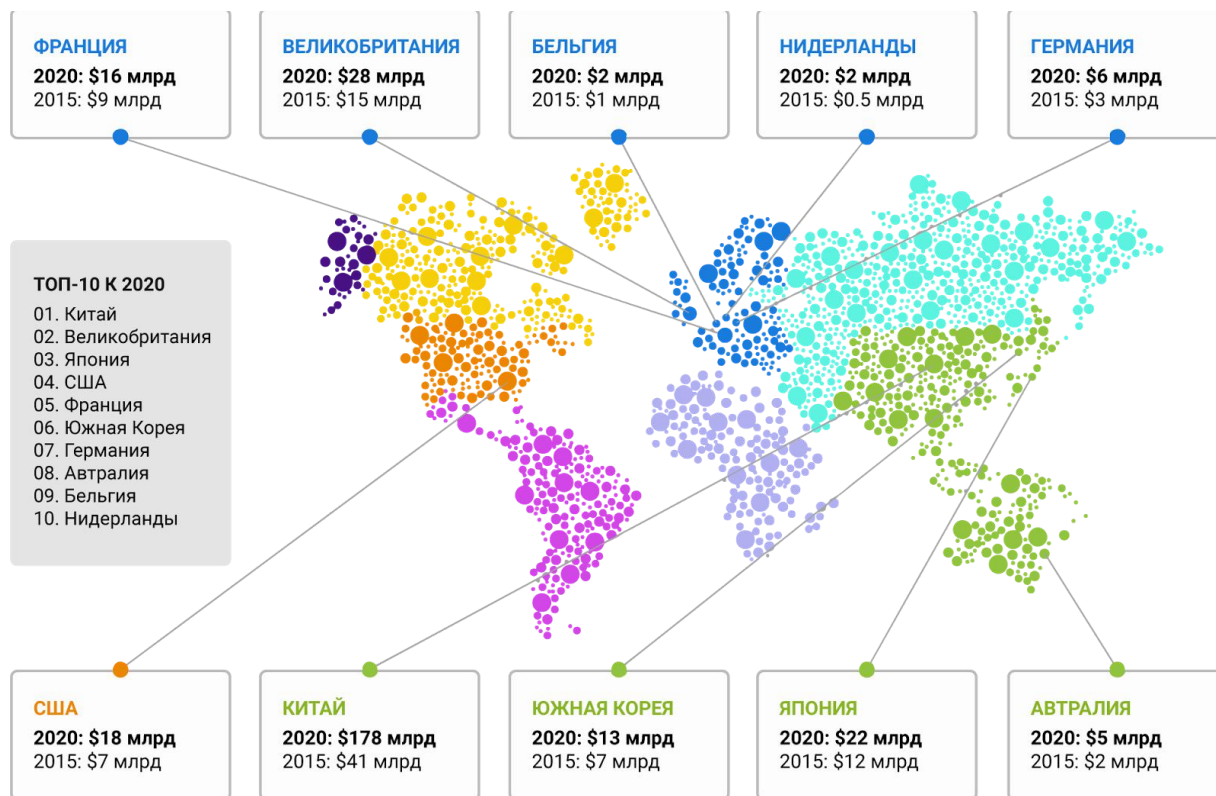 ФРАНЦИЯ
2020: $16 млрд
2015: $9 млрд
ВЕЛИКОБРИТАНИЯ
2020: $28 млрд
2015: $15 млрд
БЕЛЬГИЯ
2020: $2 млрд
2015: $1 млрд
НИДЕРЛАНДЫ
2020: $2 млрд
2015: $0.5 млрд
ГЕРМАНИЯ
2020: $6 млрд
2015: $3 млрд
ТОП-10 К 2020
01. Китай
02. Великобритания
03. Япония
04. США
05. Франция
06. Южная Корея
07. Германия
08. Автралия
09. Бельгия
10. Нидерланды
США
2020: $18 млрд
2015: $7 млрд
КИТАЙ
2020: $178 млрд
2015: $41 млрд
ЮЖНАЯ КОРЕЯ
2020: $13 млрд
2015: $7 млрд
ЯПОНИЯ
2020: $22 млрд
2015: $12 млрд
АВТРАЛИЯ
2020: $5 млрд
2015: $2 млрд